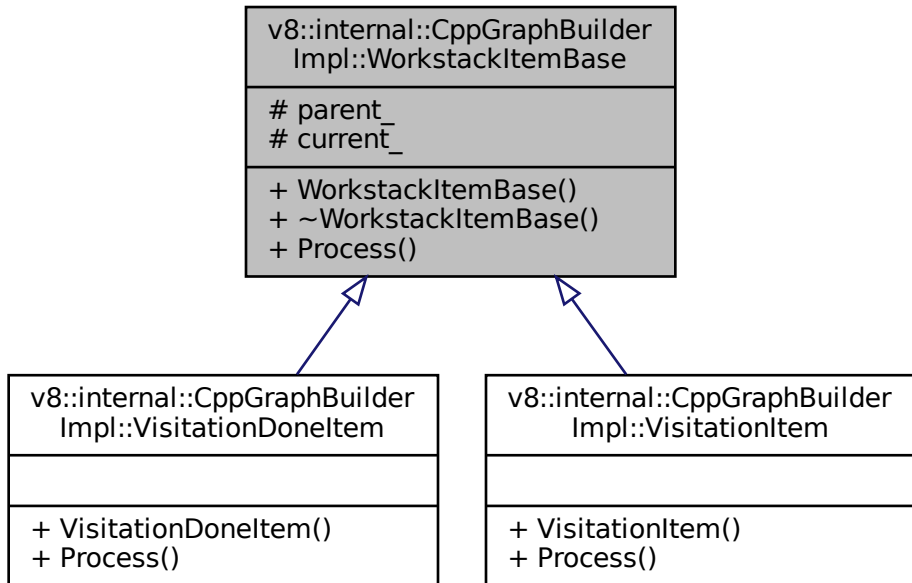 v8::internal::CppGraphBuilder
Impl::WorkstackItemBase
# parent_
# current_
+ WorkstackItemBase()
+ ~WorkstackItemBase()
+ Process()
v8::internal::CppGraphBuilder
Impl::VisitationDoneItem
+ VisitationDoneItem()
+ Process()
v8::internal::CppGraphBuilder
Impl::VisitationItem
+ VisitationItem()
+ Process()